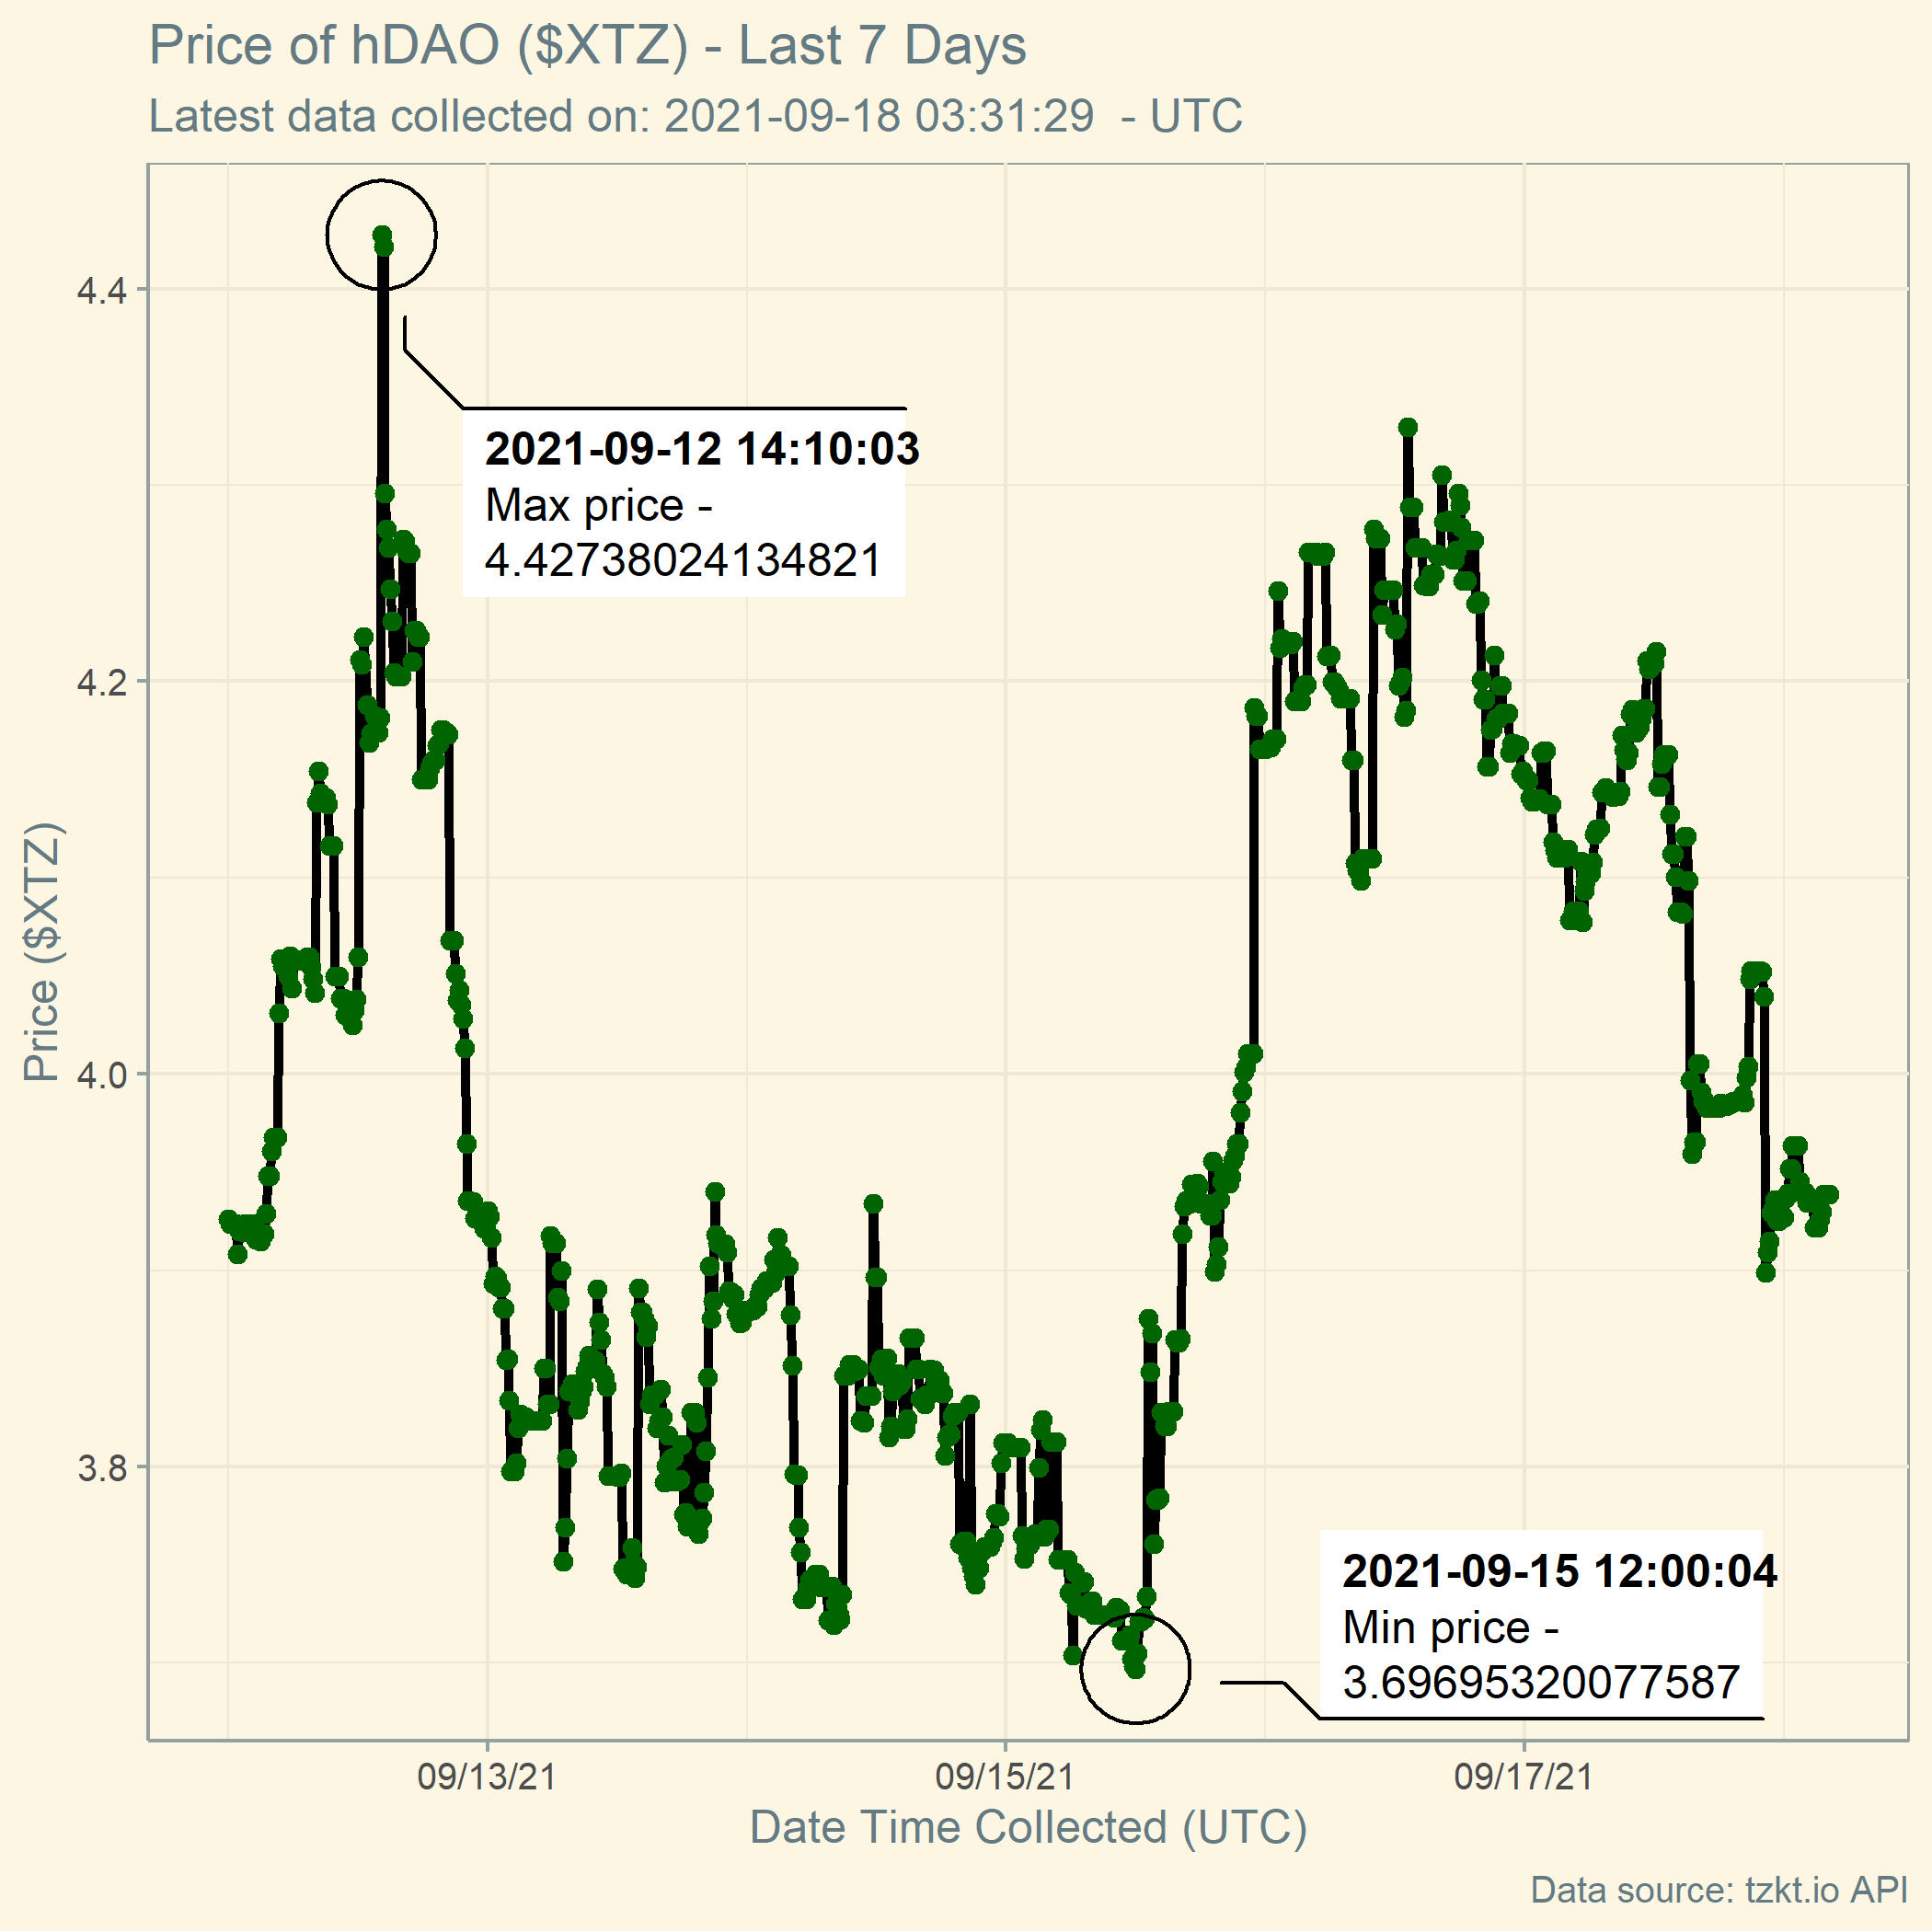 Price of hDAO ($XTZ) - Last 7 Days
Latest data collected on: 2021-09-18 03:31:29  - UTC
4.4
4.2
4.0
3.8
Price ($XTZ)
2021-09-12 14:10:03
Max price -
4.42738024134821
2021-09-15 12:00:04
Min price -
3.69695320077587
09/13/21
09/15/21
09/17/21
Date Time Collected (UTC)
Data source: tzkt.io API